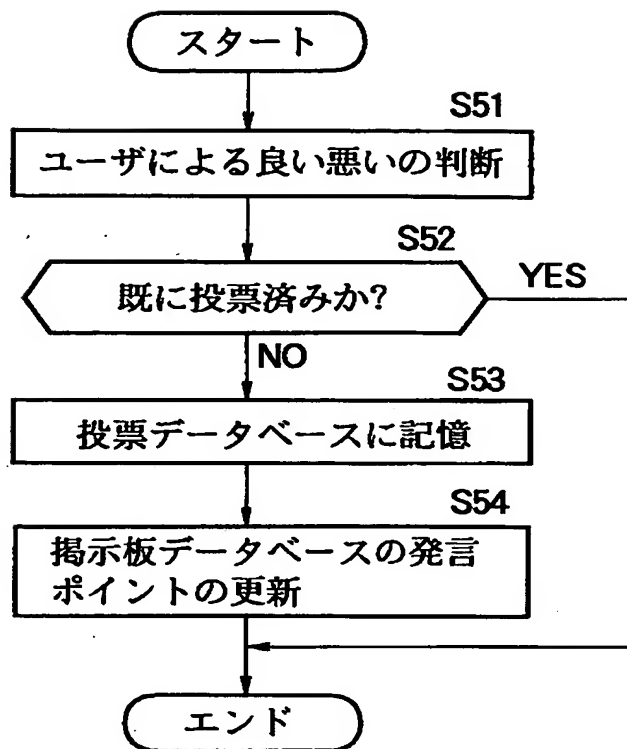 スタート
S51
ユーザによる良い悪いの判断
S52
既に投票済みか?
YES
NO
S53
投票データベースに記憶
S54
掲示板データベースの発言
ポイントの更新
エンド